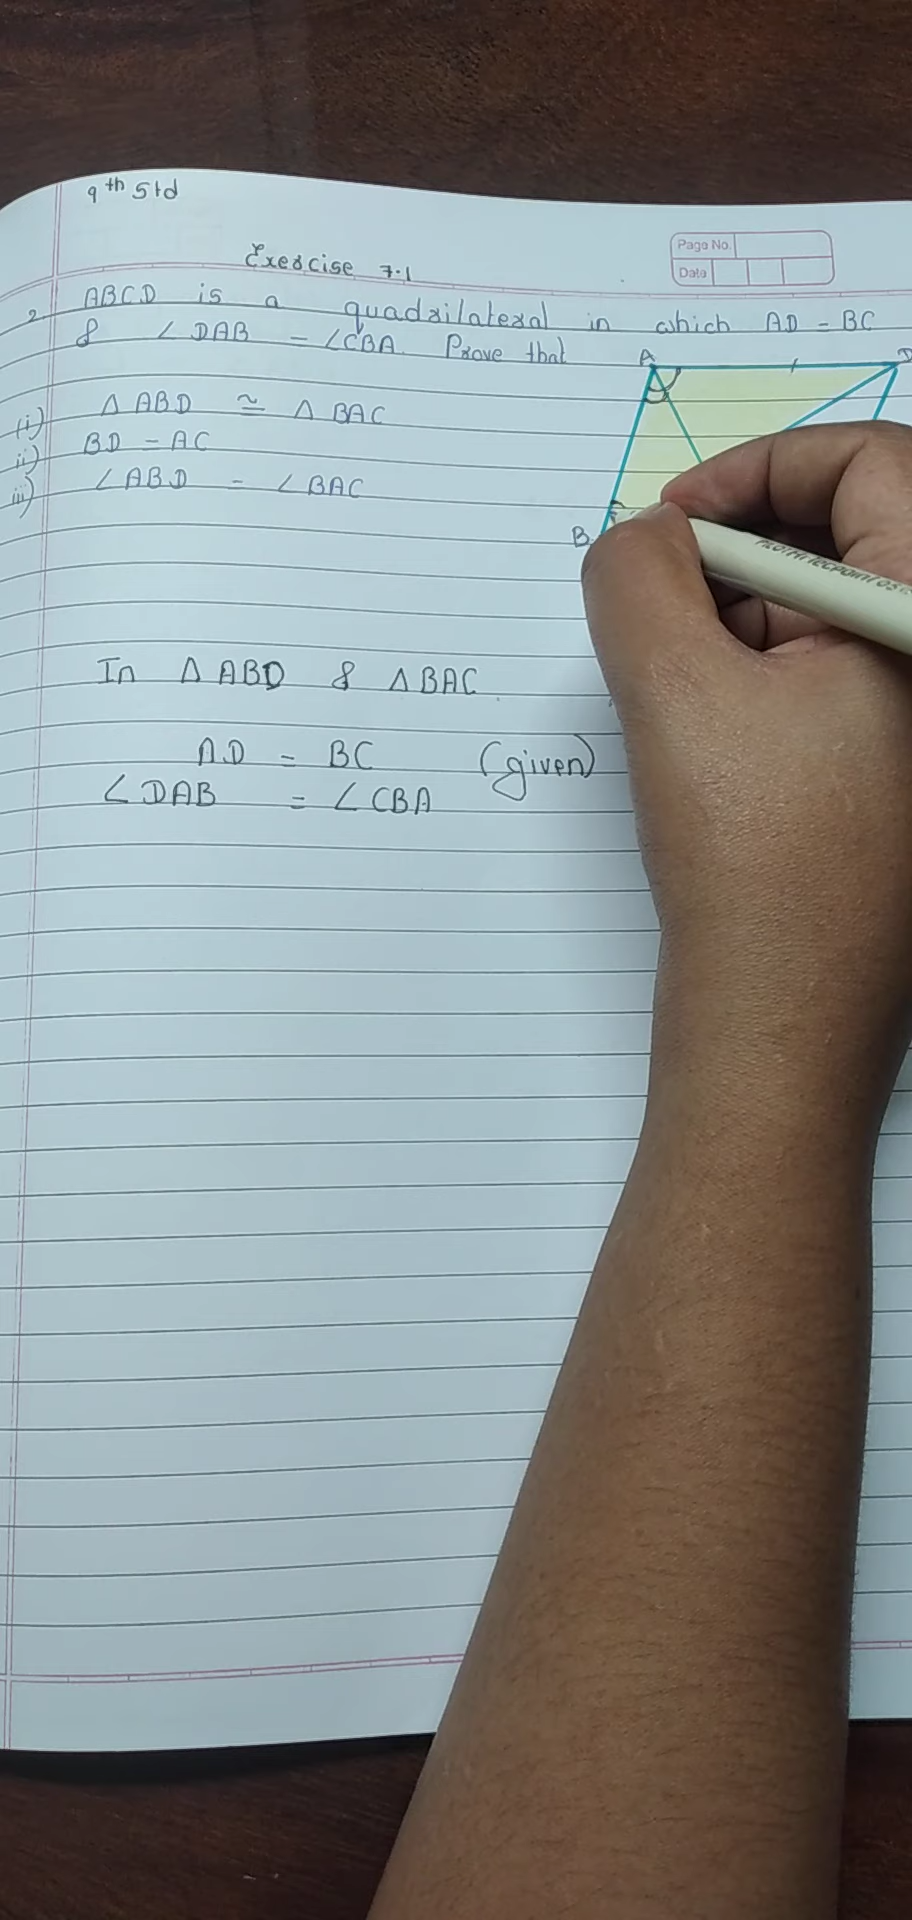 9th Std
Exercise 7.1
Page No.
Date
2. ABCD is a quadrilateral in which AD = BC
& ∠DAB = ∠CBA. Prove that
(i) △ ABD ≅ △ BAC
ii) BD = AC
iii) ∠ABD = ∠BAC
A
D
B
In △ABD & △BAC.
AD = BC (given)
∠DAB = ∠CBA